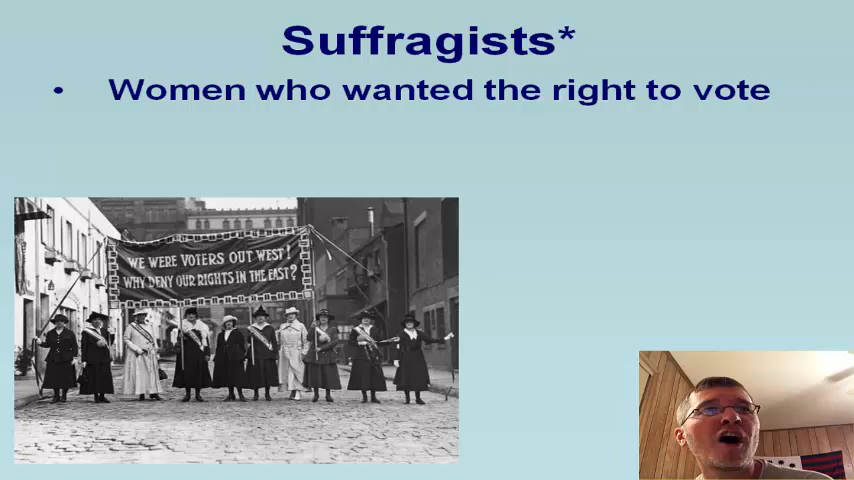 Suffragists*
• Women who wanted the right to vote
WE WERE VOTERS OUT WEST!
WHY DENY OUR RIGHTS IN THE EAST?